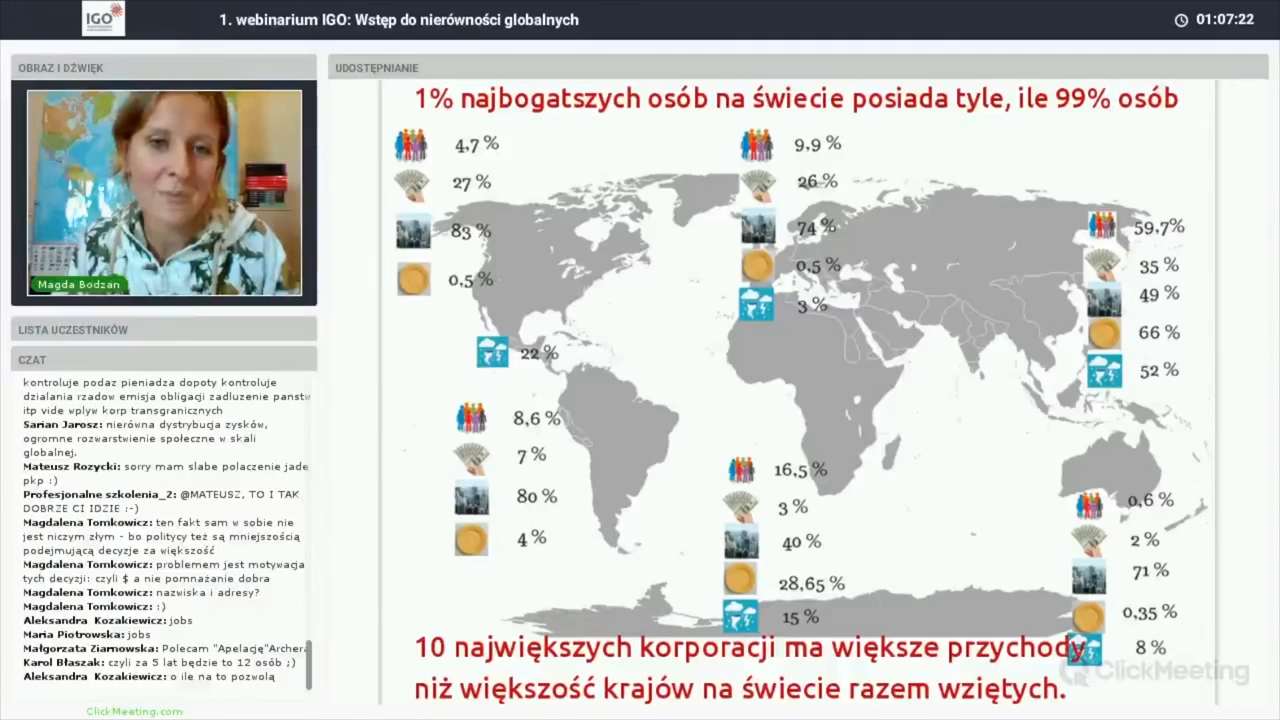 IGO
1. webinarium IGO: Wstęp do nierówności globalnych
01:07:22
OBRAZ I DŹWIĘK
UDOSTĘPNIANIE
Magda Bodzan
LISTA UCZESTNIKÓW
CZAT
kontroluje podaz pieniadza dopoty kontroluje
dzialania rzadow emisja obligacji zadluzenie panstw
itp vide wplyw korp transgranicznych
Sarian Jarosz: nierówna dystrybucja zysków,
ogromne rozwarstwienie społeczne w skali
globalnej.
Mateusz Rozycki: sorry mam slabe polaczenie jade
pkp :)
Profesjonalne szkolenia_2: @MATEUSZ, TO I TAK
DOBRZE CI IDZIE :-)
Magdalena Tomkowicz: ten fakt sam w sobie nie
jest niczym złym - bo politycy też są mniejszością
podejmującą decyzje za większość
Magdalena Tomkowicz: problemem jest motywacja
tych decyzji: czyli $ a nie pomnażanie dobra
Magdalena Tomkowicz: nazwiska i adresy?
Magdalena Tomkowicz: :)
Aleksandra Kozakiewicz: jobs
Maria Piotrowska: jobs
Małgorzata Ziarnowska: Polecam "Apelację"Archera
Karol Błaszak: czyli za 5 lat będzie to 12 osób ;)
Aleksandra Kozakiewicz: o ile na to pozwolą
ClickMeeting.com
1% najbogatszych osób na świecie posiada tyle, ile 99% osób
4,7 %
27 %
83 %
0,5 %
22 %
9,9 %
26 %
74 %
0,5 %
3 %
59,7%
35 %
49 %
66 %
52 %
8,6 %
7 %
80 %
4 %
16,5 %
3 %
40 %
28,65 %
15 %
0,6 %
2 %
71 %
0,35 %
8 %
10 największych korporacji ma większe przychody
niż większość krajów na świecie razem wziętych.
ClickMeeting